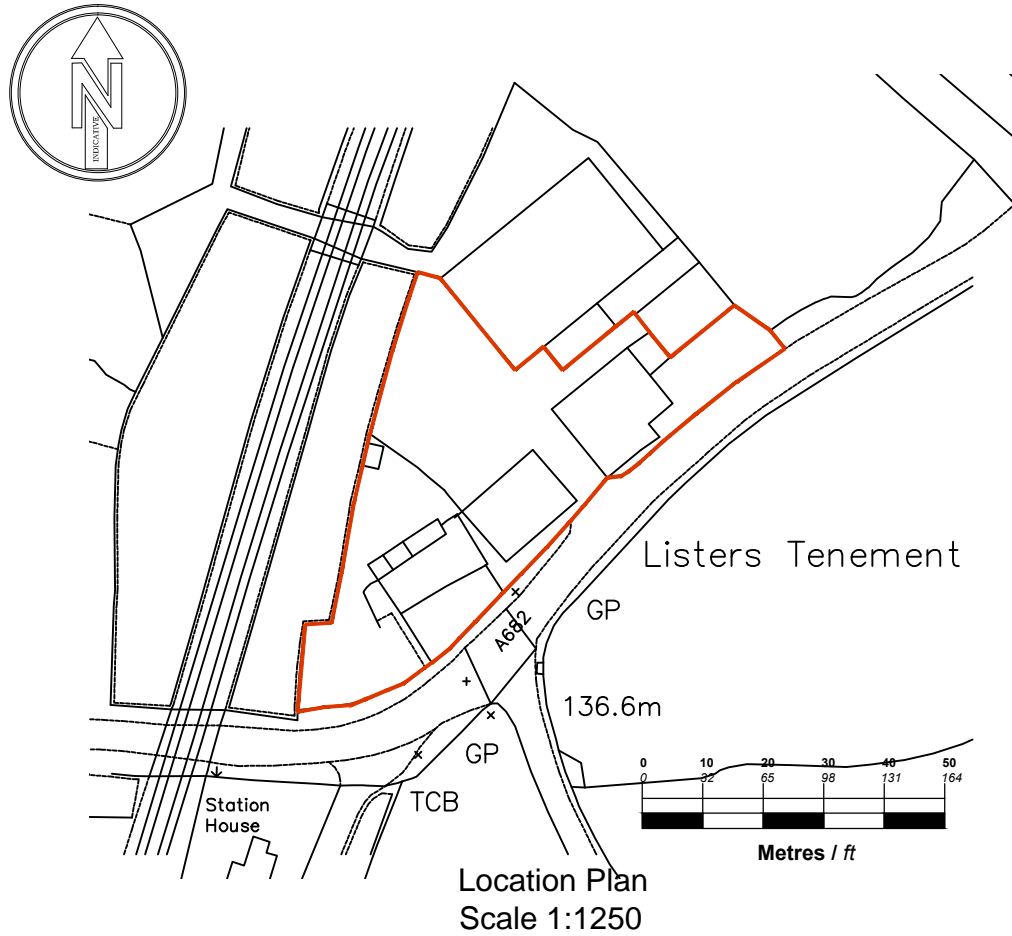 N
INDICATIVE
Listers Tenement
GP
A682
136.6m
GP
TCB
Station
House
0 10 20 30 40 50
0 32 65 98 131 164
Metres / ft
Location Plan
Scale 1:1250